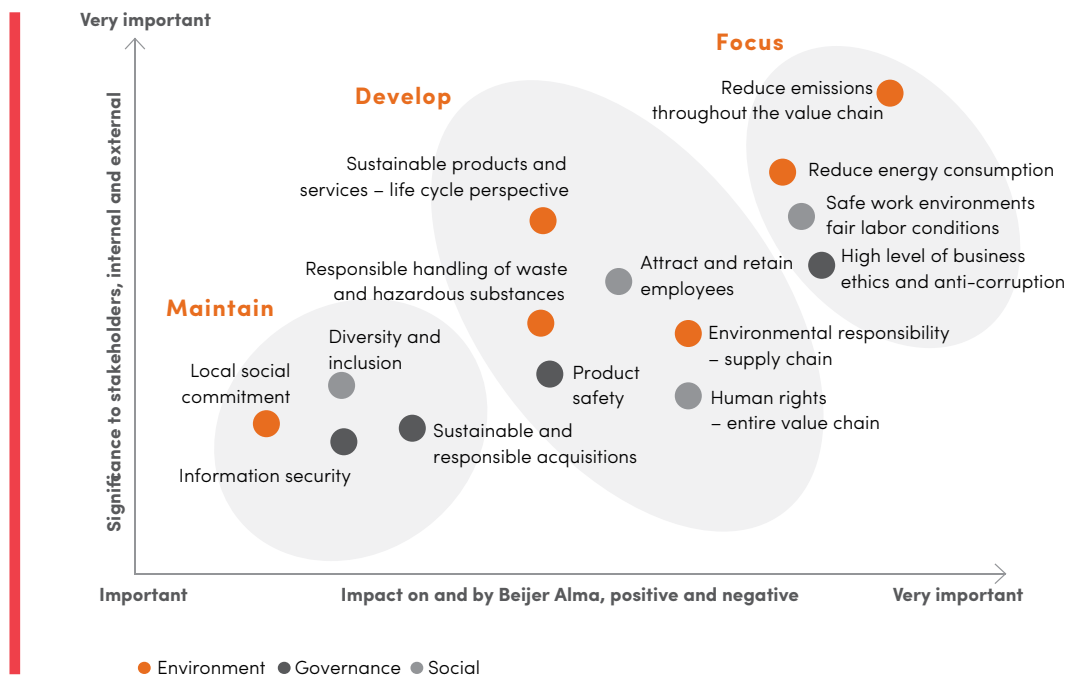 Very important
Significance to stakeholders, internal and external
Focus
Reduce emissions
throughout the value chain
Develop
Sustainable products and
services – life cycle perspective
Reduce energy consumption
Safe work environments
fair labor conditions
High level of business
ethics and anti-corruption
Attract and retain
employees
Responsible handling of waste
and hazardous substances
Maintain
Diversity and
inclusion
Environmental responsibility
– supply chain
Local social
commitment
Product
safety
Human rights
– entire value chain
Sustainable and
responsible acquisitions
Information security
Important
Impact on and by Beijer Alma, positive and negative
Very important
Environment
Governance
Social